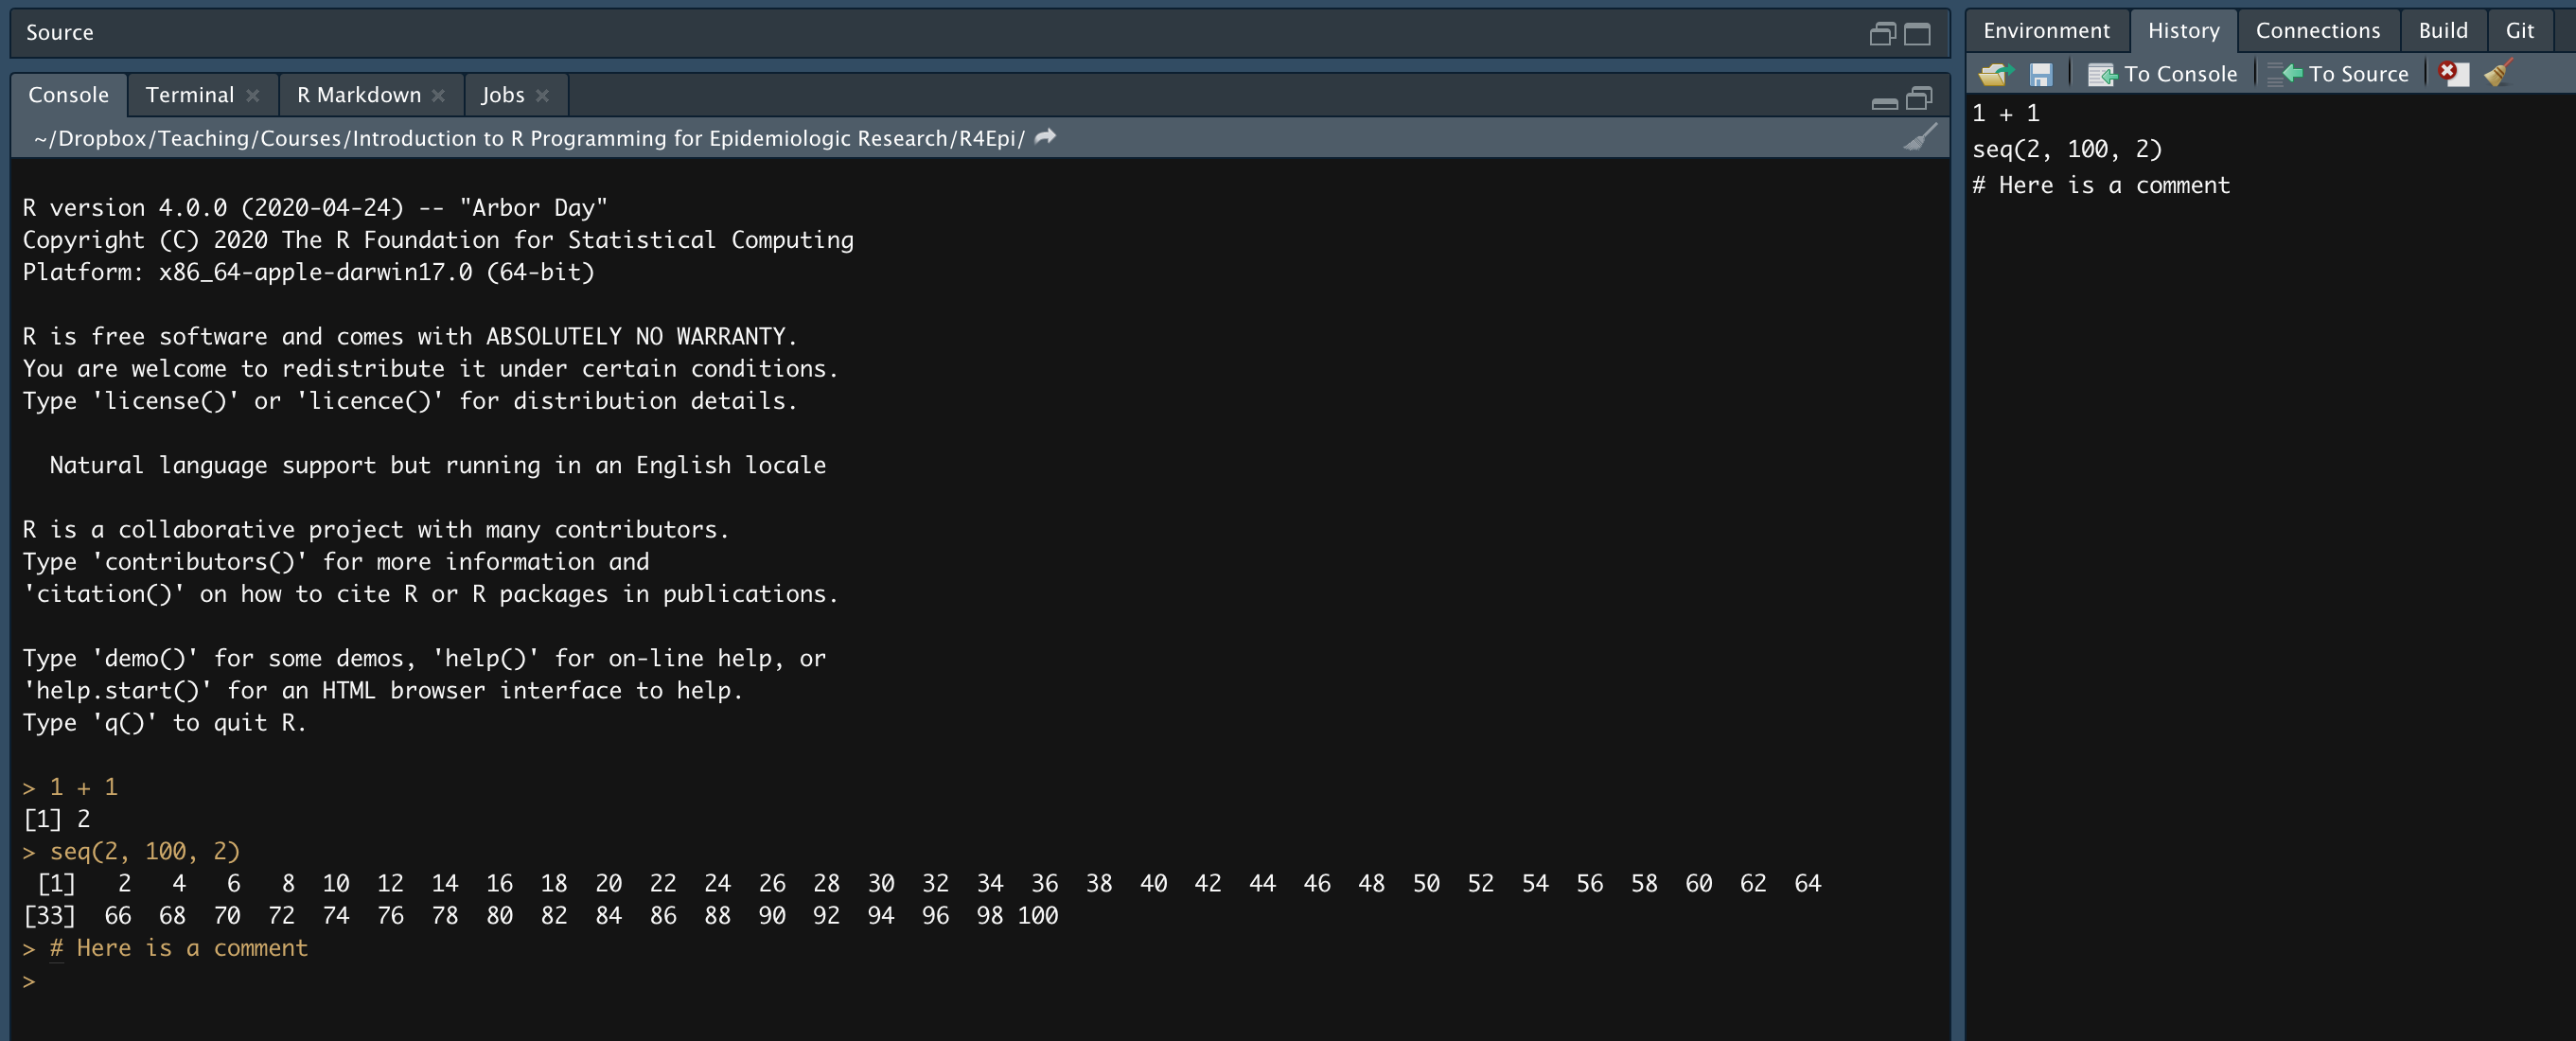 Source
Console Terminal R Markdown Jobs
~/Dropbox/Teaching/Courses/Introduction to R Programming for Epidemiologic Research/R4Epi/
R version 4.0.0 (2020-04-24) -- "Arbor Day"
Copyright (C) 2020 The R Foundation for Statistical Computing
Platform: x86_64-apple-darwin17.0 (64-bit)
R is free software and comes with ABSOLUTELY NO WARRANTY.
You are welcome to redistribute it under certain conditions.
Type 'license()' or 'licence()' for distribution details.
Natural language support but running in an English locale
R is a collaborative project with many contributors.
Type 'contributors()' for more information and
'citation()' on how to cite R or R packages in publications.
Type 'demo()' for some demos, 'help()' for on-line help, or
'help.start()' for an HTML browser interface to help.
Type 'q()' to quit R.
> 1 + 1
[1] 2
> seq(2, 100, 2)
[1] 2 4 6 8 10 12 14 16 18 20 22 24 26 28 30 32 34 36 38 40 42 44 46 48 50 52 54 56 58 60 62 64
[33] 66 68 70 72 74 76 78 80 82 84 86 88 90 92 94 96 98 100
> # Here is a comment
>
Environment History Connections Build Git
To Console To Source
1 + 1
seq(2, 100, 2)
# Here is a comment